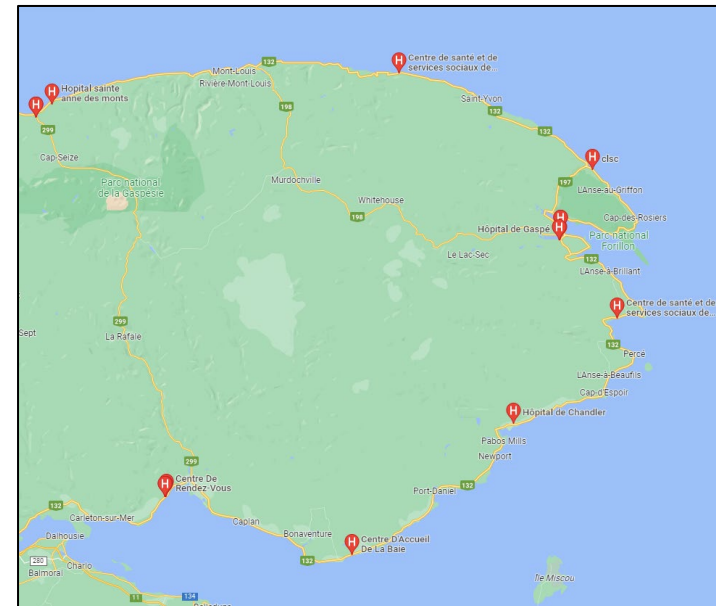 132
Centre de santé et de
services sociaux de...
Mont-Louis
Rivière-Mont-Louis
H
H
Hopital sainte
anne des monts
H
Saint-Yvon
132
198
299
132
Cap-Seize
H
clsc
Murdochville
197
LAnse-au-Griffon
Parc national
de la Gaspésie
Whitehouse
198
H
Cap-des-Rosiers
Hôpital de Gaspé
H
Parc national
Forillon
Le Lac-Sec
132
LAnse-à-Brillant
H
Centre de santé et de
services sociaux de...
299
Sept
La Rafale
132
Percé
LAnse-à-Beaufils
Cap-d'Espoir
H
Hôpital de Chandler
Pabos Mills
Newport
299
H
Centre De
Rendez-Vous
132
Port-Daniel
132
Carleton-sur-Mer
Caplan
Bonaventure
Dalhousie
H
Centre D'Accueil
De La Baie
280
Charlo
132
Balmoral
Île Miscou
11
134